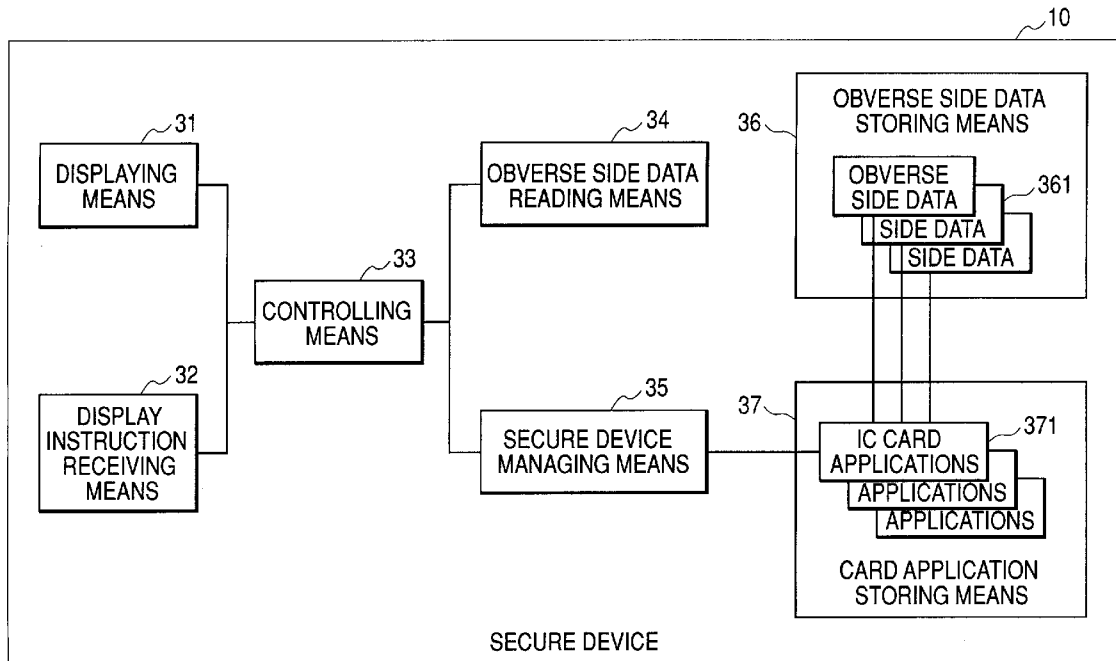 10
31
DISPLAYING
MEANS
32
DISPLAY
INSTRUCTION
RECEIVING
MEANS
33
CONTROLLING
MEANS
34
OBVERSE SIDE DATA
READING MEANS
35
SECURE DEVICE
MANAGING MEANS
36
OBVERSE SIDE DATA
STORING MEANS
OBVERSE
SIDE DATA
361
SIDE DATA
SIDE DATA
37
IC CARD
APPLICATIONS
371
APPLICATIONS
APPLICATIONS
CARD APPLICATION
STORING MEANS
SECURE DEVICE